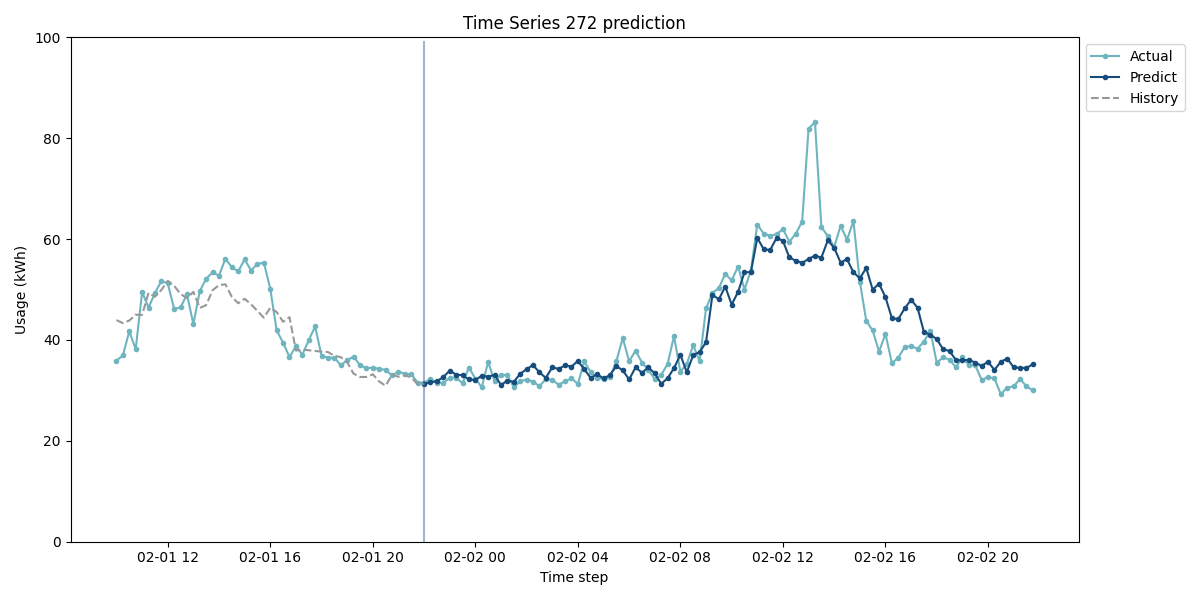 Time Series 272 prediction
100
80
60
40
20
0
Usage (kWh)
02-01 12
02-01 16
02-01 20
02-02 00
02-02 04
02-02 08
02-02 12
02-02 16
02-02 20
Time step
Actual
Predict
History